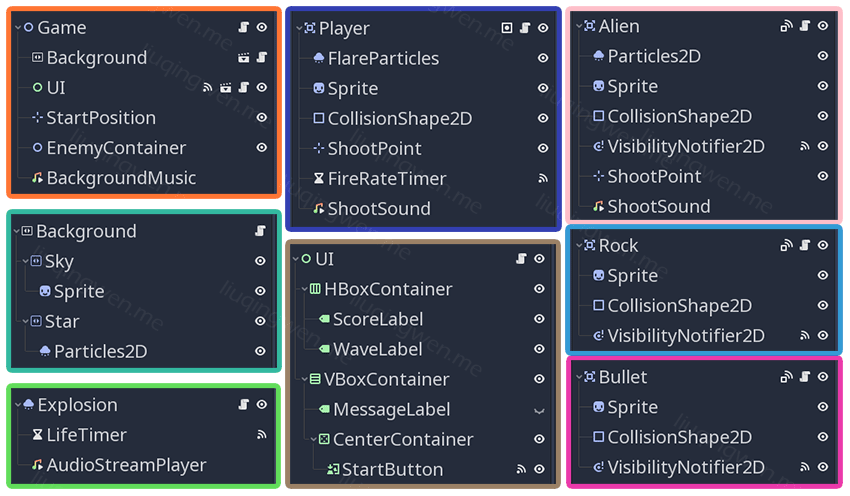 Game
Background
UI
StartPosition
EnemyContainer
BackgroundMusic
Background
Sky
Sprite
Star
Particles2D
Explosion
LifeTimer
AudioStreamPlayer
Player
FlareParticles
Sprite
CollisionShape2D
ShootPoint
FireRateTimer
ShootSound
UI
HBoxContainer
ScoreLabel
WaveLabel
VBoxContainer
MessageLabel
CenterContainer
StartButton
Alien
Particles2D
Sprite
CollisionShape2D
VisibilityNotifier2D
ShootPoint
ShootSound
Rock
Sprite
CollisionShape2D
VisibilityNotifier2D
Bullet
Sprite
CollisionShape2D
VisibilityNotifier2D
liuqingwen.me